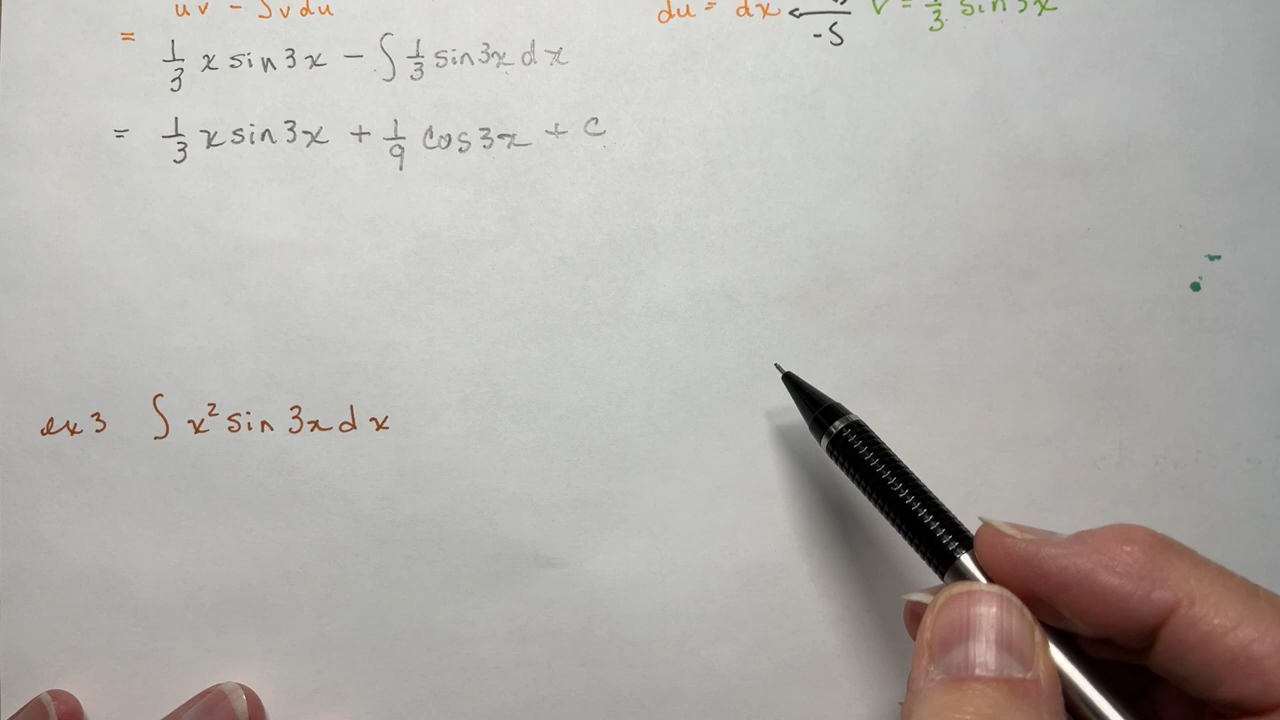 uv - ∫vdu
du = dx
v = 1/3 sin 3x
-∫
= 1/3 x sin 3x - ∫ 1/3 sin 3x dx
= 1/3 x sin 3x + 1/9 cos 3x + c
ex 3 ∫ x² sin 3x dx